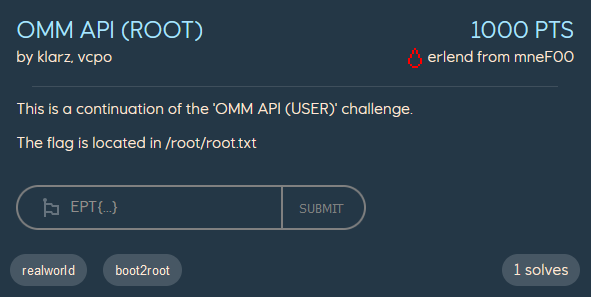 OMM API (ROOT) 1000 PTS
by klarz, vcpo erlend from mneF00
This is a continuation of the 'OMM API (USER)' challenge.
The flag is located in /root/root.txt
EPT{...} SUBMIT
realworld boot2root 1 solves